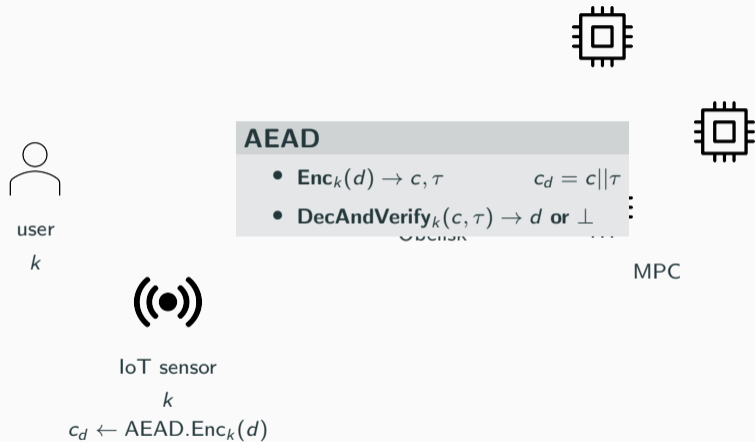 AEAD
• Enc_k(d) → c, τ c_d = c||τ
• DecAndVerify_k(c, τ) → d or ⊥
user
k
MPC
IoT sensor
k
c_d ← AEAD.Enc_k(d)